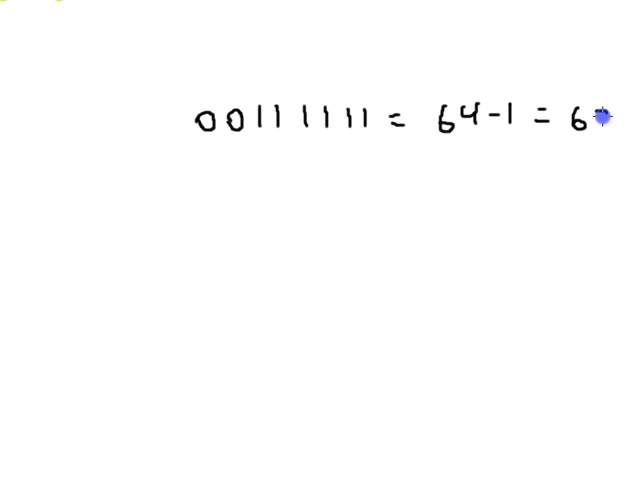 00111111 = 64-1 = 6